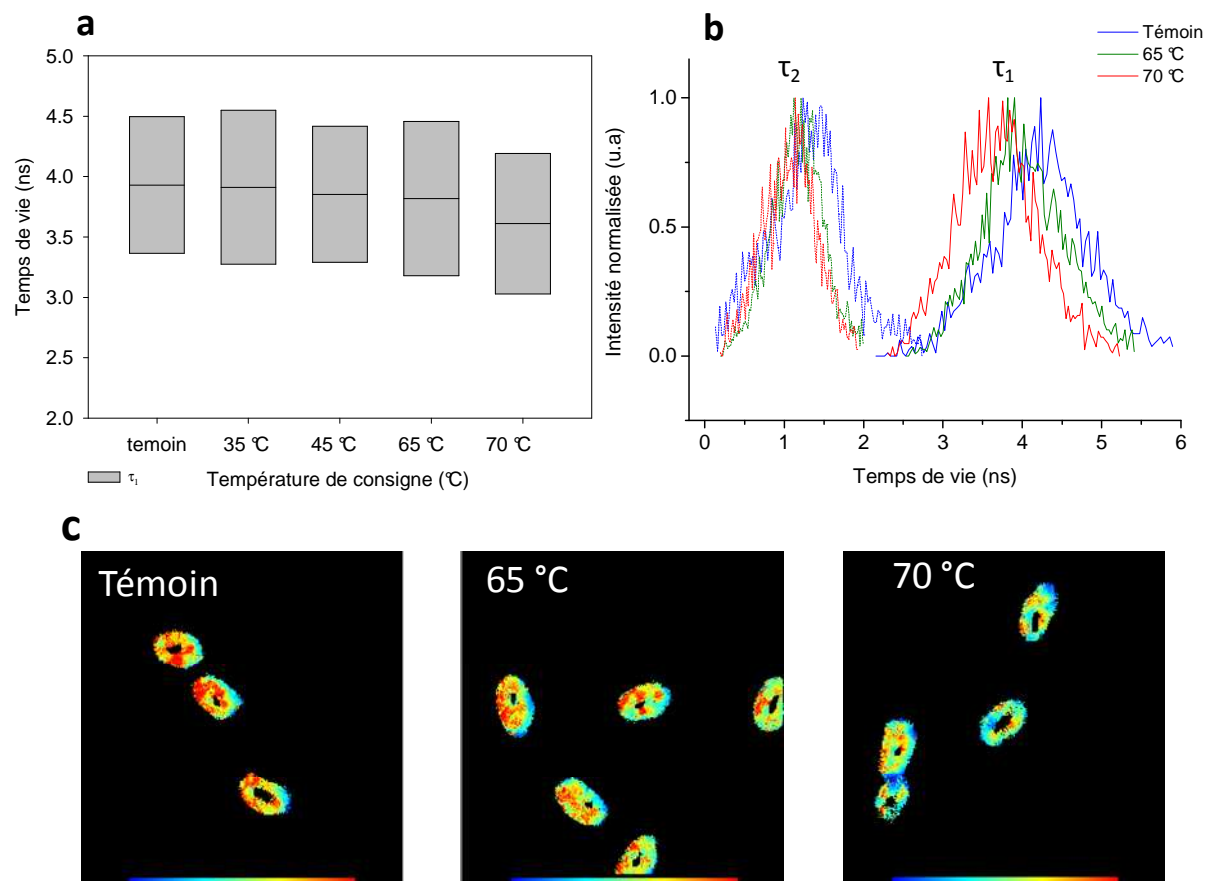 a
5.0
4.5
4.0
3.5
3.0
2.5
2.0
Temps de vie (ns)
temoin 35 °C 45 °C 65 °C 70 °C
τ1 Température de consigne (°C)
b
Témoin
65 °C
70 °C
τ2 τ1
1.0
0.5
0.0
Intensité normalisée (u.a)
0 1 2 3 4 5 6
Temps de vie (ns)
c
Témoin
65 °C
70 °C